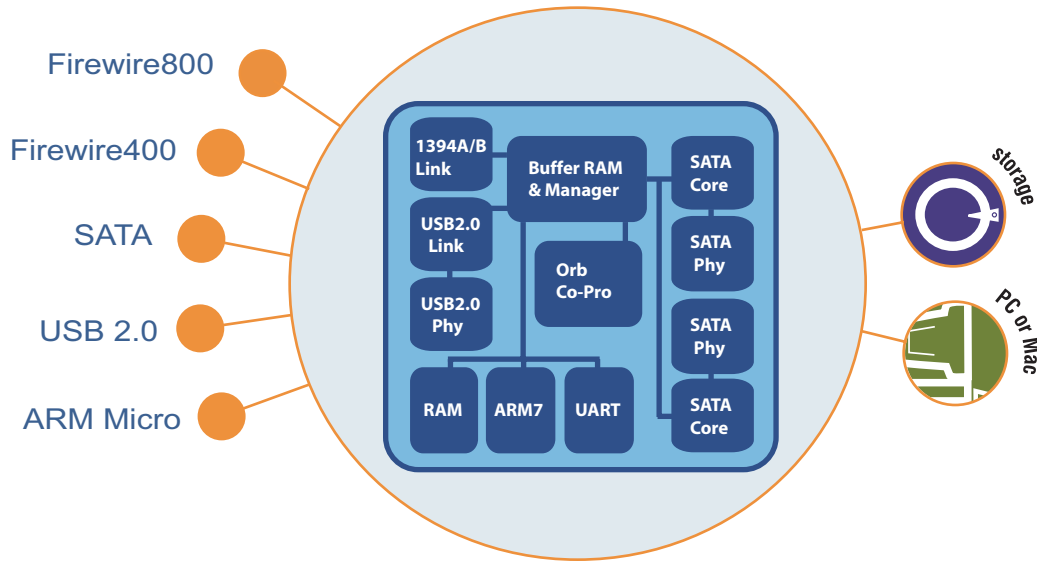 Firewire800
Firewire400
SATA
USB 2.0
ARM Micro
1394A/B
Link
Buffer RAM
& Manager
SATA
Core
USB2.0
Link
SATA
Phy
Orb
Co-Pro
USB2.0
Phy
SATA
Phy
RAM
ARM7
UART
SATA
Core
storage
PC or Mac